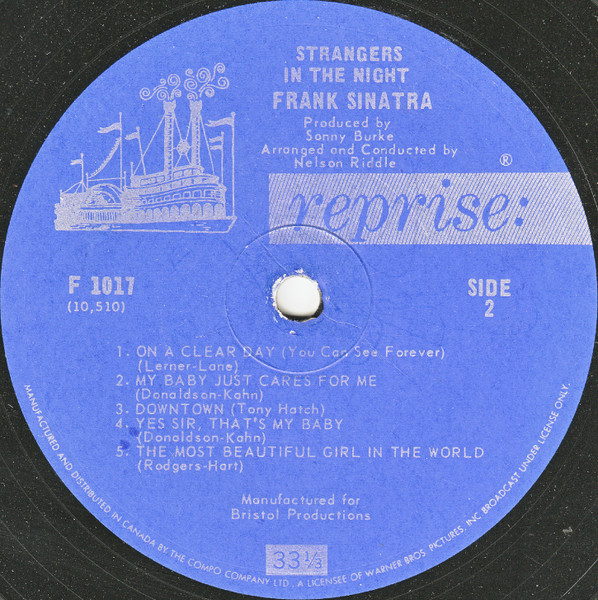 STRANGERS
IN THE NIGHT
FRANK SINATRA
Produced by
Sonny Burke
Arranged and Conducted by
Nelson Riddle
®
reprise:
F 1017
(10,510)
SIDE
2
1. ON A CLEAR DAY (You Can See Forever)
(Lerner-Lane)
2. MY BABY JUST CARES FOR ME
(Donaldson-Kahn)
3. DOWNTOWN (Tony Hatch)
4. YES SIR, THAT'S MY BABY
(Donaldson-Kahn)
5. THE MOST BEAUTIFUL GIRL IN THE WORLD
(Rodgers-Hart)
Manufactured for
Bristol Productions
33⅓
MANUFACTURED AND DISTRIBUTED IN CANADA BY THE COMPO COMPANY LTD. A LICENSEE OF WARNER BROS. PICTURES, INC BROADCAST UNDER LICENSE ONLY.